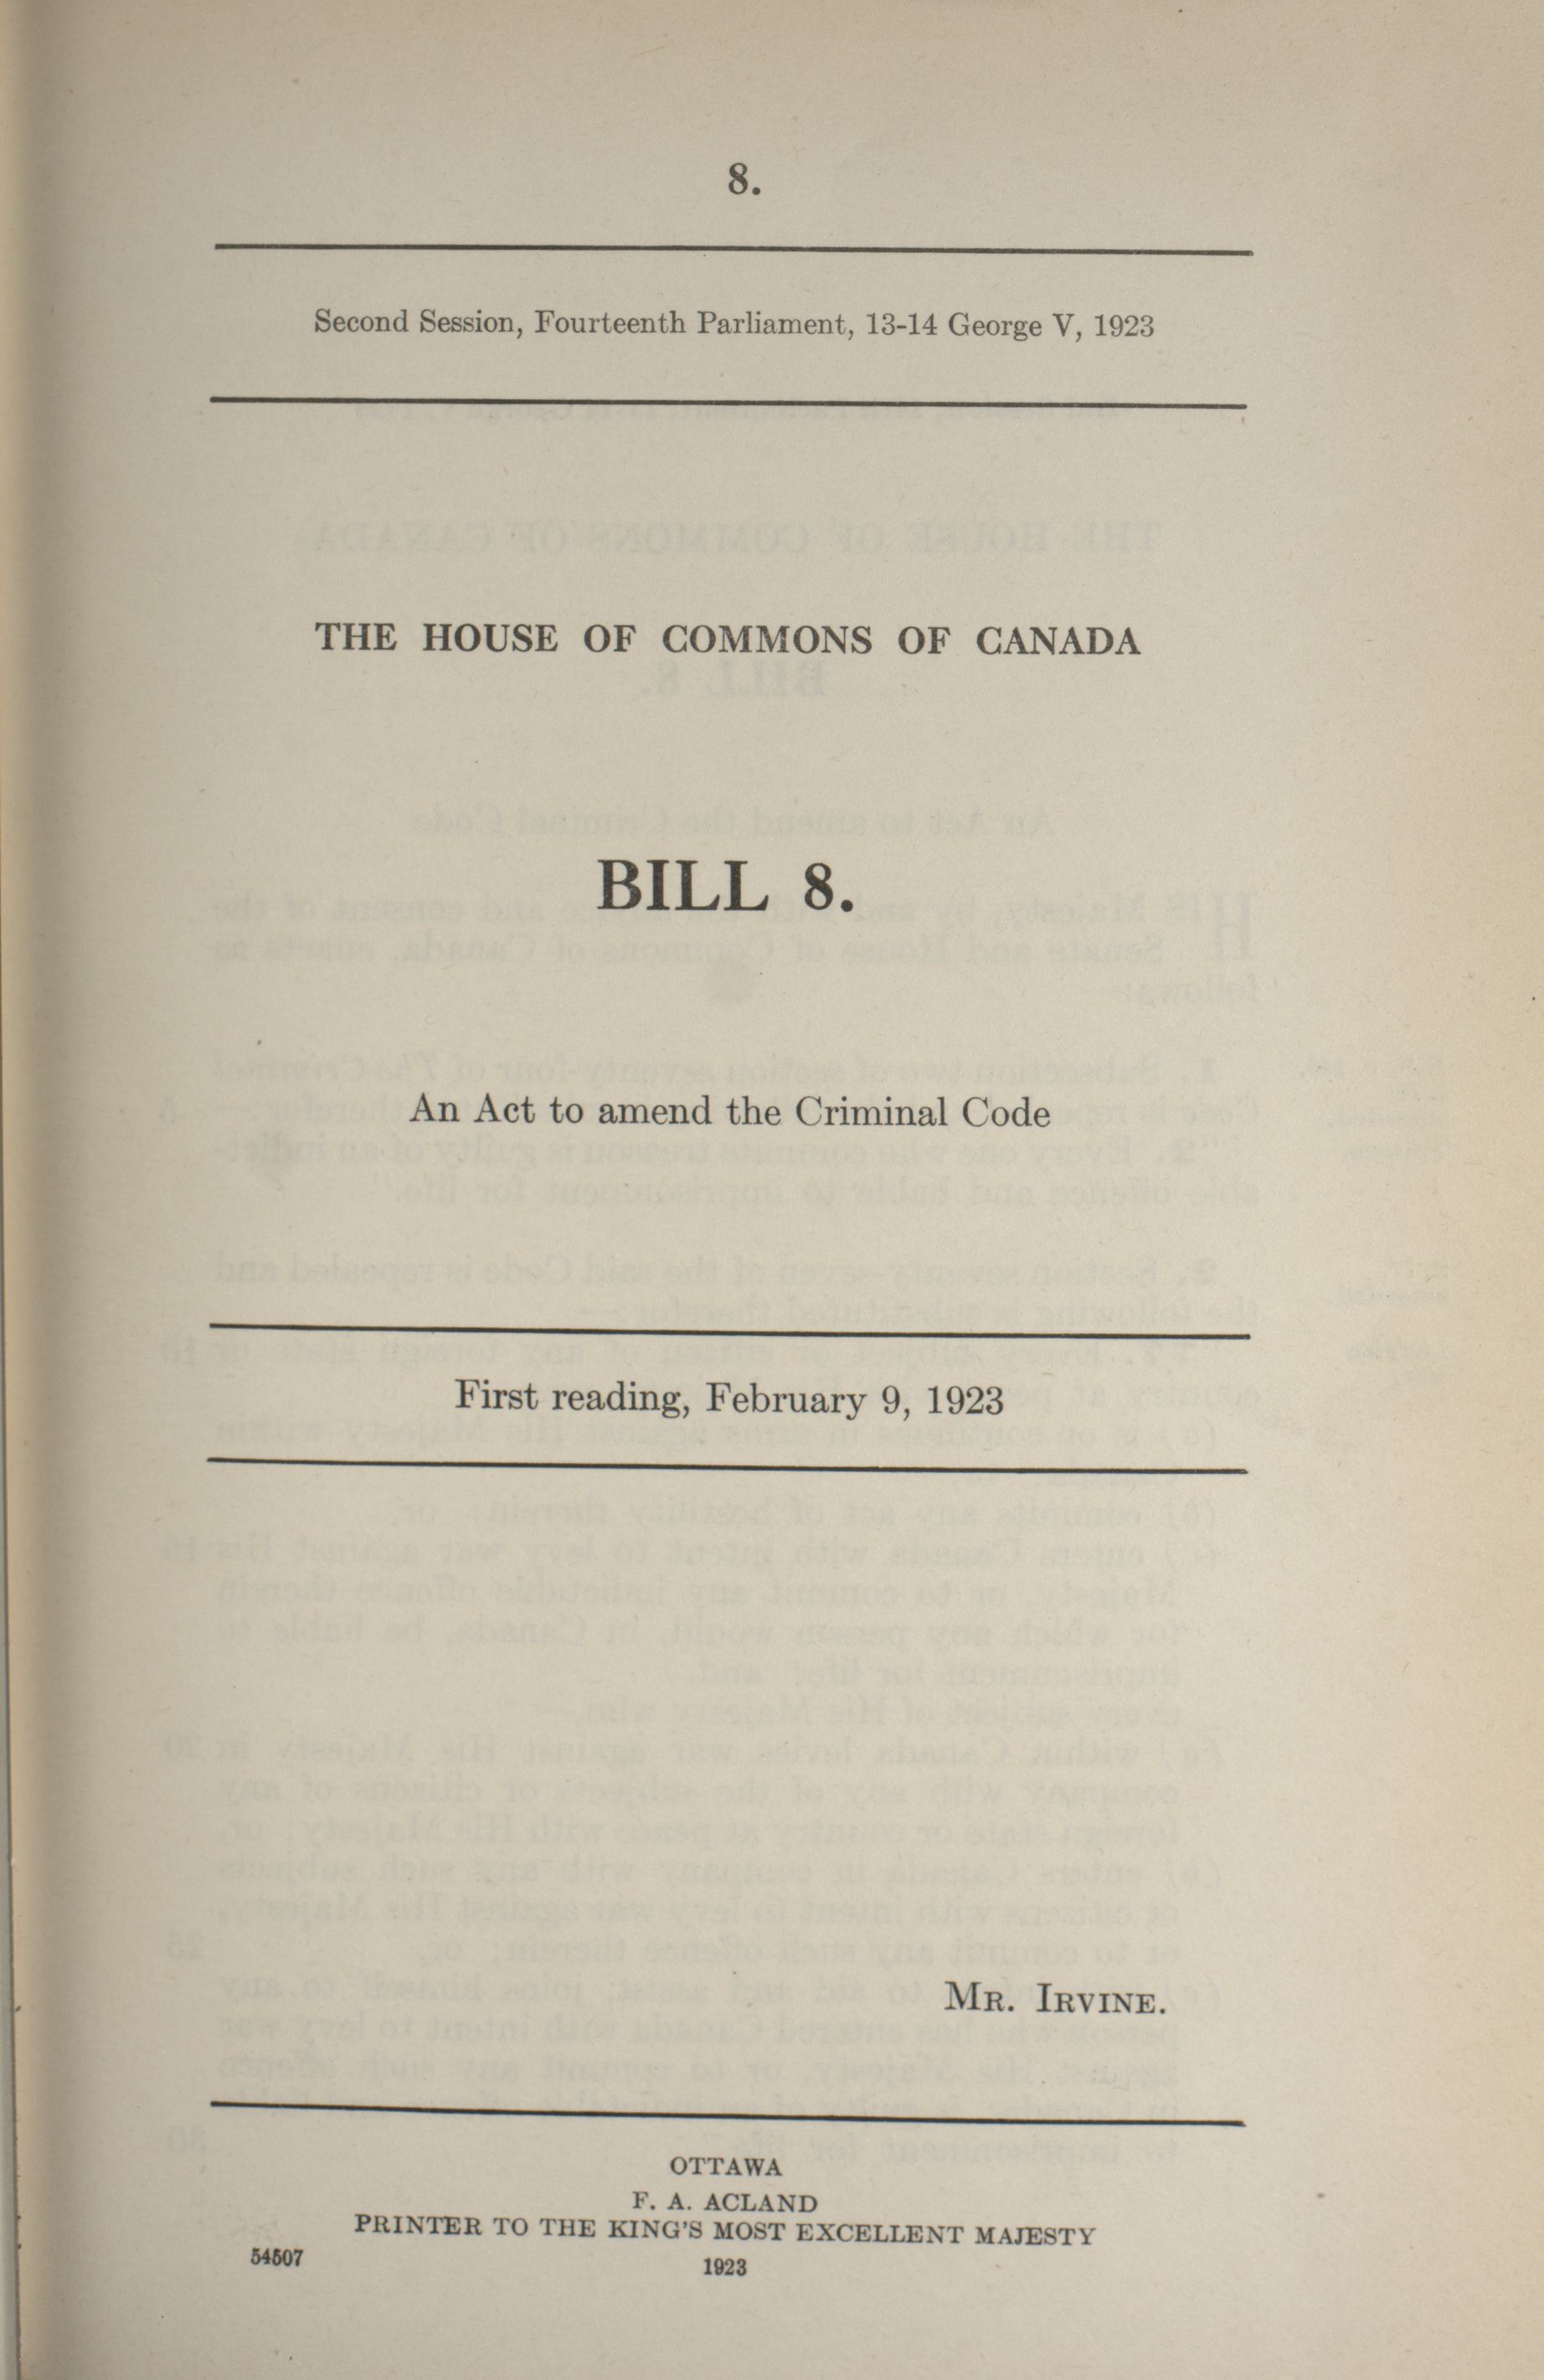 8.
Second Session, Fourteenth Parliament, 13-14 George V, 1923
THE HOUSE OF COMMONS OF CANADA
BILL 8.
An Act to amend the Criminal Code
First reading, February 9, 1923
MR. IRVINE.
OTTAWA
F. A. ACLAND
PRINTER TO THE KING'S MOST EXCELLENT MAJESTY
54507
1923